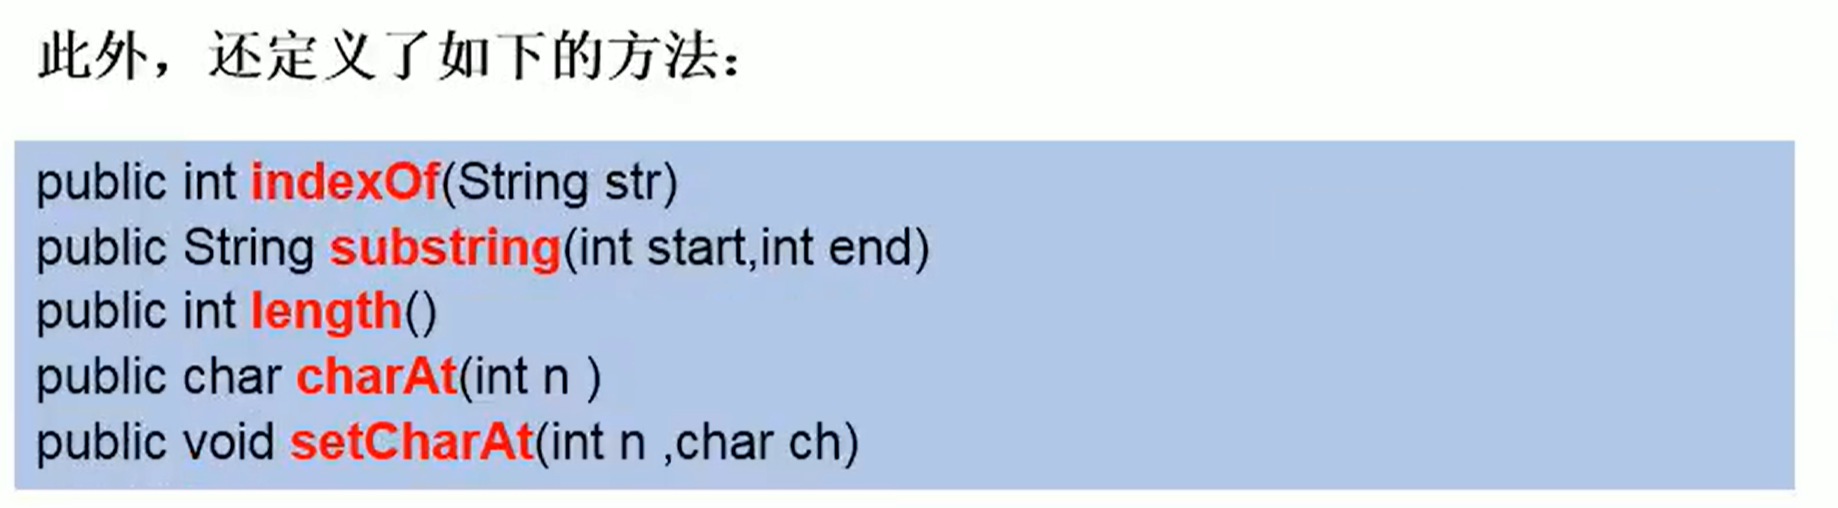 此外，还定义了如下的方法：
public int indexOf(String str)
public String substring(int start,int end)
public int length()
public char charAt(int n )
public void setCharAt(int n ,char ch)